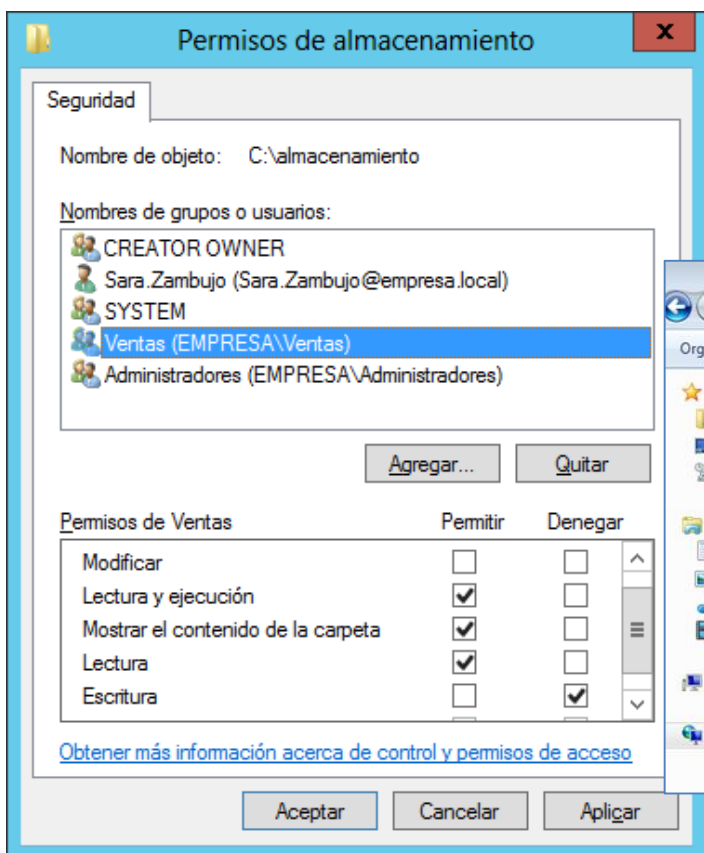 Permisos de almacenamiento
x
Seguridad
Nombre de objeto: C:\almacenamiento
Nombres de grupos o usuarios:
CREATOR OWNER
Sara.Zambujo (Sara.Zambujo@empresa.local)
SYSTEM
Ventas (EMPRESA\Ventas)
Administradores (EMPRESA\Administradores)
Agregar... Quitar
Permisos de Ventas Permitir Denegar
Modificar
Lectura y ejecución
Mostrar el contenido de la carpeta
Lectura
Escritura
Obtener más información acerca de control y permisos de acceso
Aceptar Cancelar Aplicar
Org